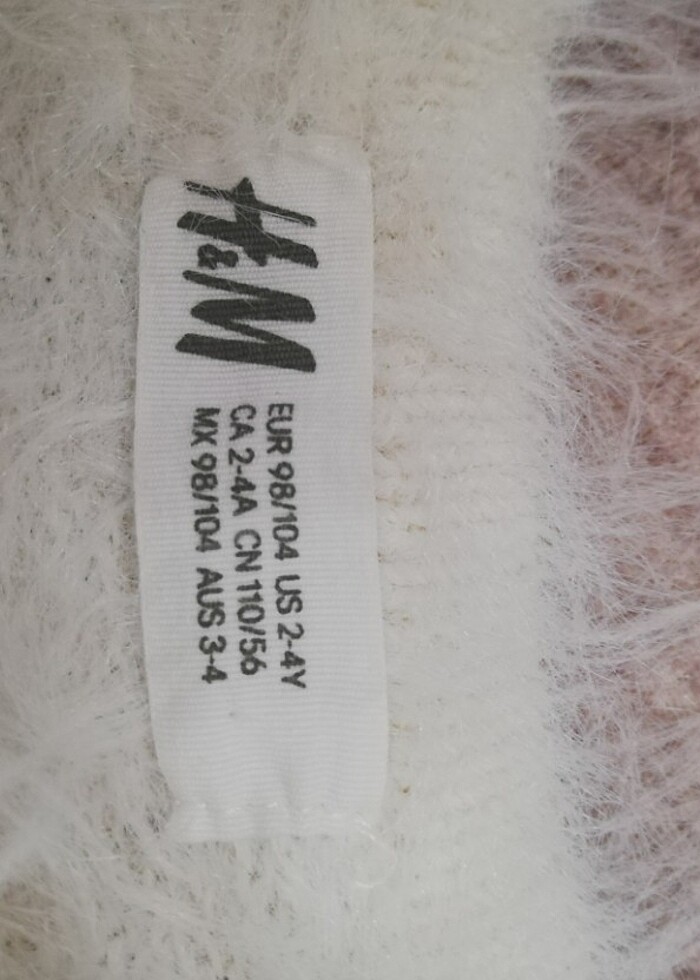 H&M
EUR 98/104 US 2-4Y
CA 2-4A CN 110/56
MX 98/104 AUS 3-4